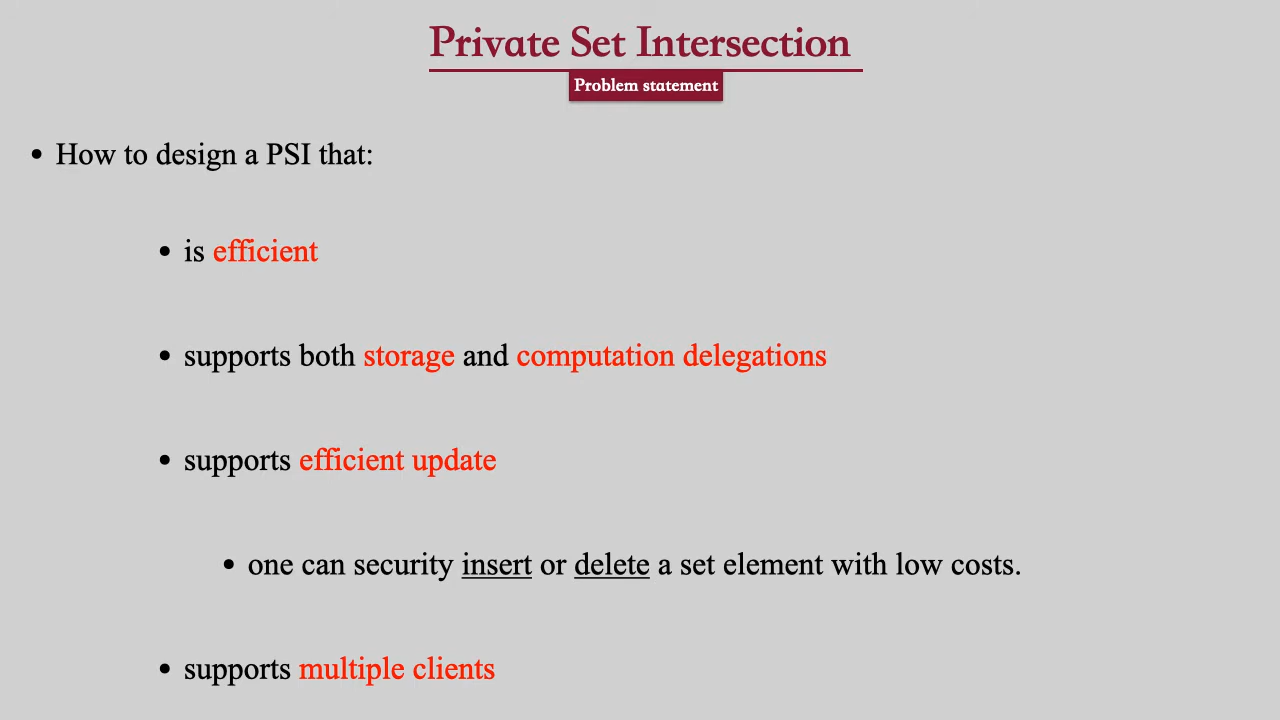 Private Set Intersection
Problem statement
• How to design a PSI that:
• is efficient
• supports both storage and computation delegations
• supports efficient update
• one can security insert or delete a set element with low costs.
• supports multiple clients